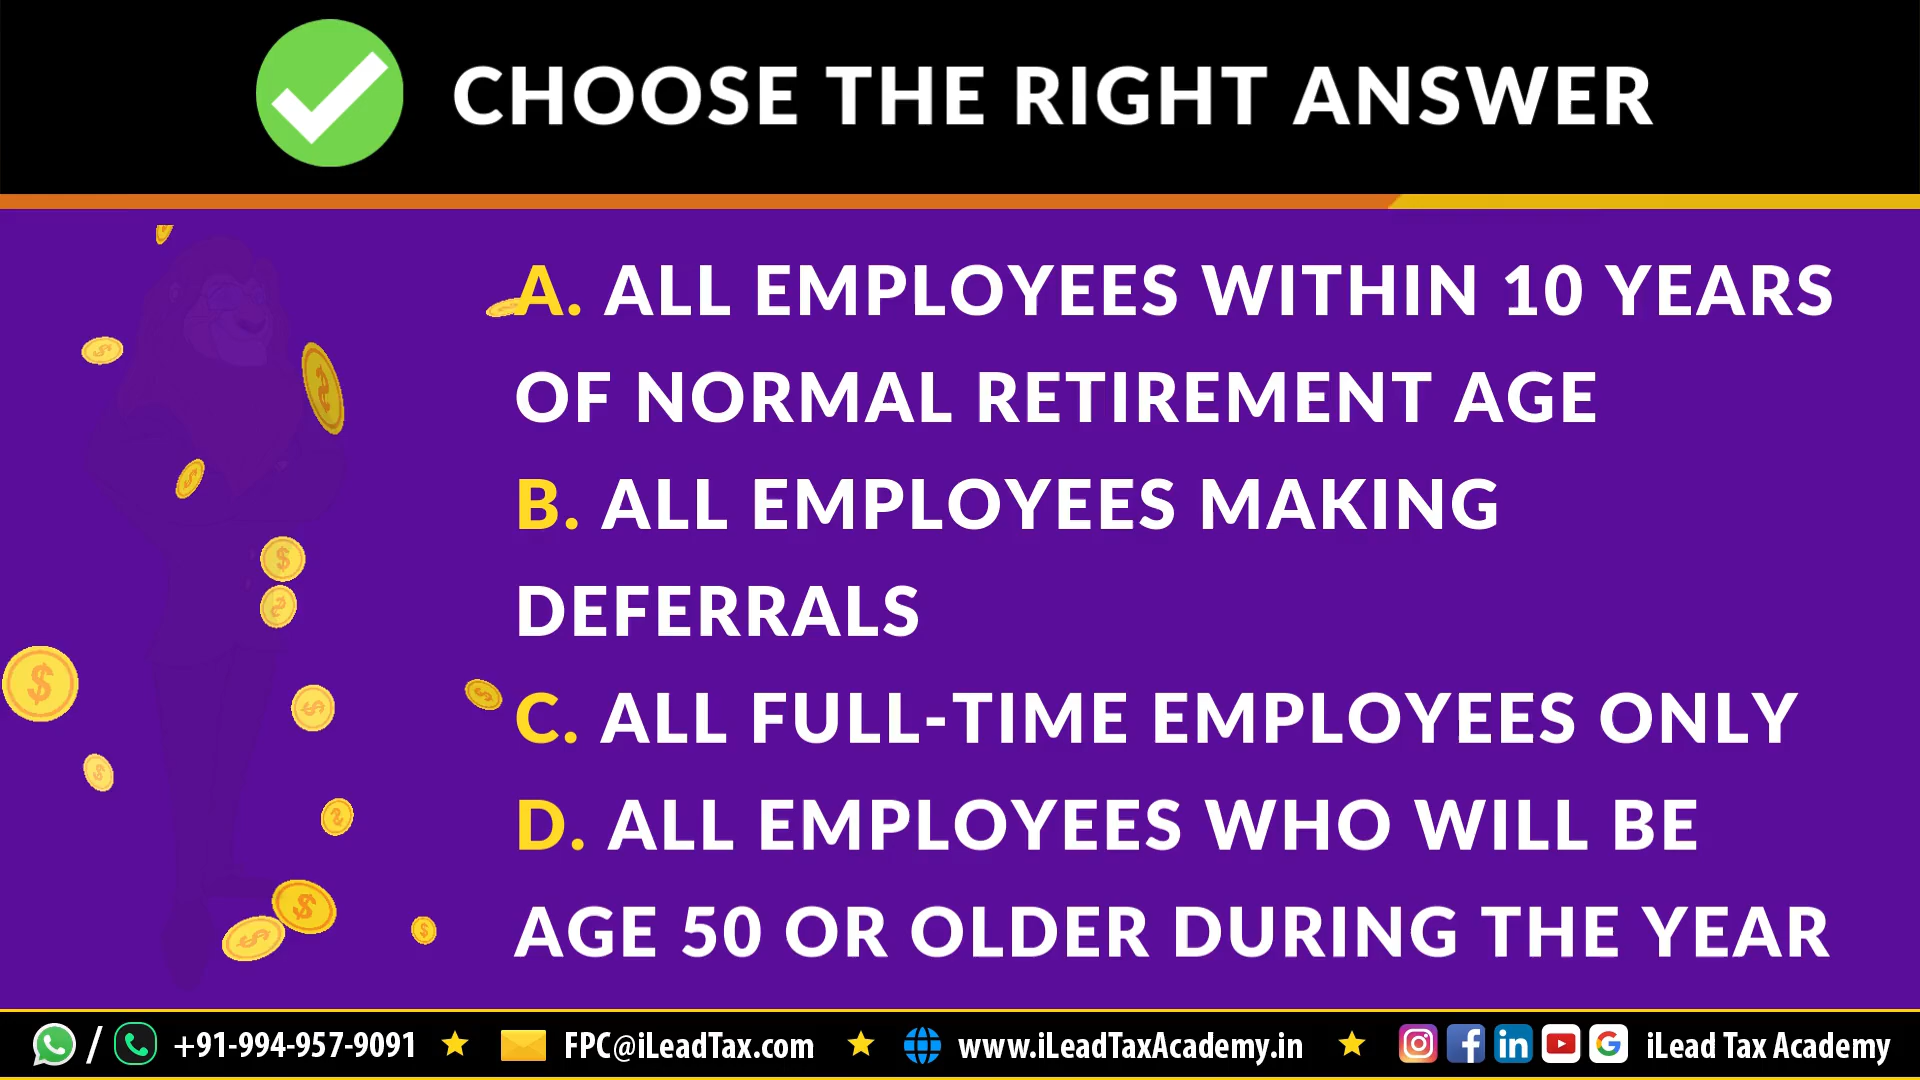 CHOOSE THE RIGHT ANSWER
A. ALL EMPLOYEES WITHIN 10 YEARS
OF NORMAL RETIREMENT AGE
B. ALL EMPLOYEES MAKING
DEFERRALS
C. ALL FULL-TIME EMPLOYEES ONLY
D. ALL EMPLOYEES WHO WILL BE
AGE 50 OR OLDER DURING THE YEAR
/ +91-994-957-9091 FPC@iLeadTax.com www.iLeadTaxAcademy.in iLead Tax Academy